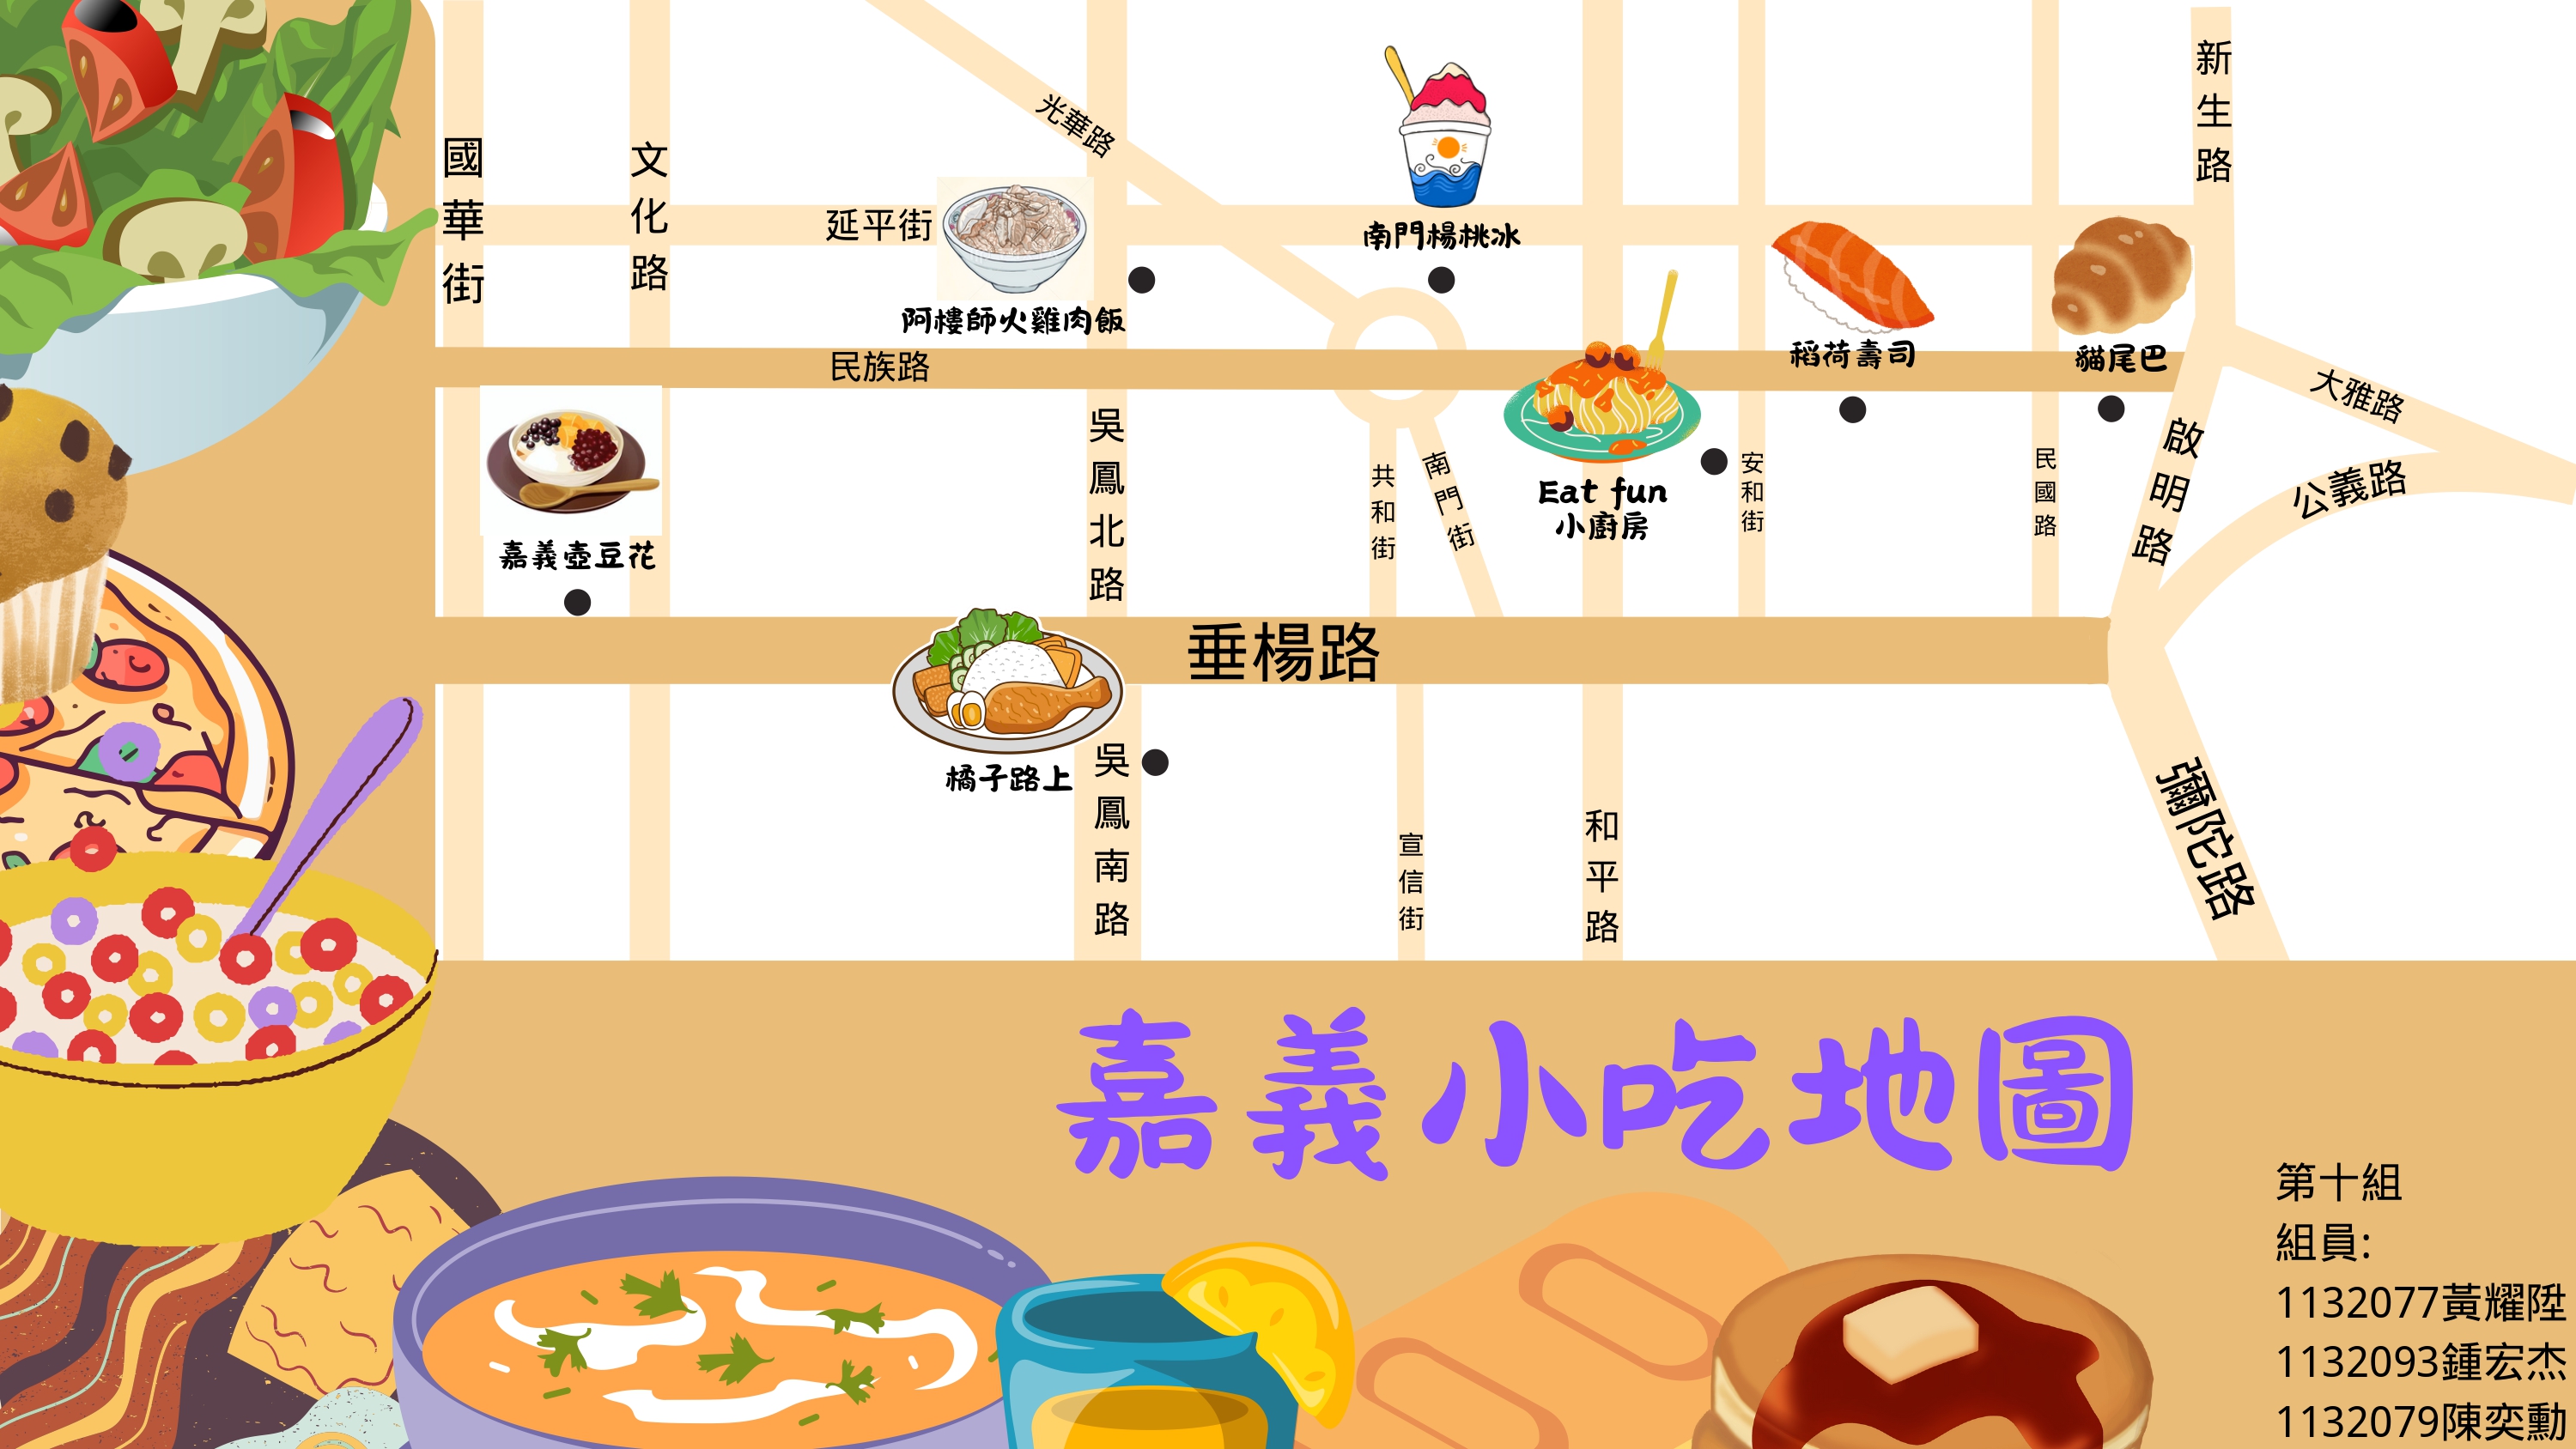 國華街
文化路
光華路
延平街
新生路
南門楊桃冰
阿樓師火雞肉飯
稻荷壽司
貓尾巴
民族路
大雅路
吳鳳北路
共和街
南門街
安和街
民國路
啟明路
公義路
Eat fun
小廚房
嘉義壺豆花
垂楊路
橘子路上
吳鳳南路
宣信街
和平路
彌陀路
嘉義小吃地圖
第十組
組員:
1132077黃耀陞
1132093鍾宏杰
1132079陳奕勳